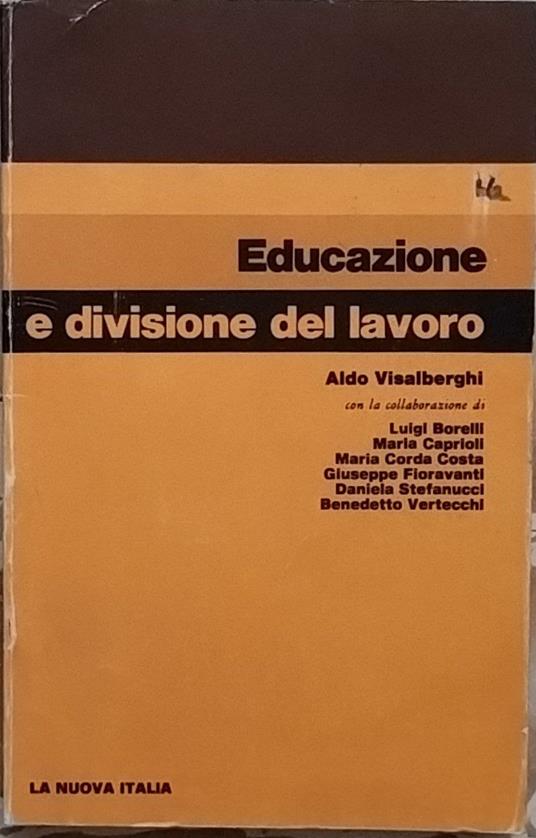 Educazione
e divisione del lavoro
Aldo Visalberghi
con la collaborazione di
Luigi Borelli
Maria Caprioli
Maria Corda Costa
Giuseppe Fioravanti
Daniela Stefanucci
Benedetto Vertecchi
LA NUOVA ITALIA